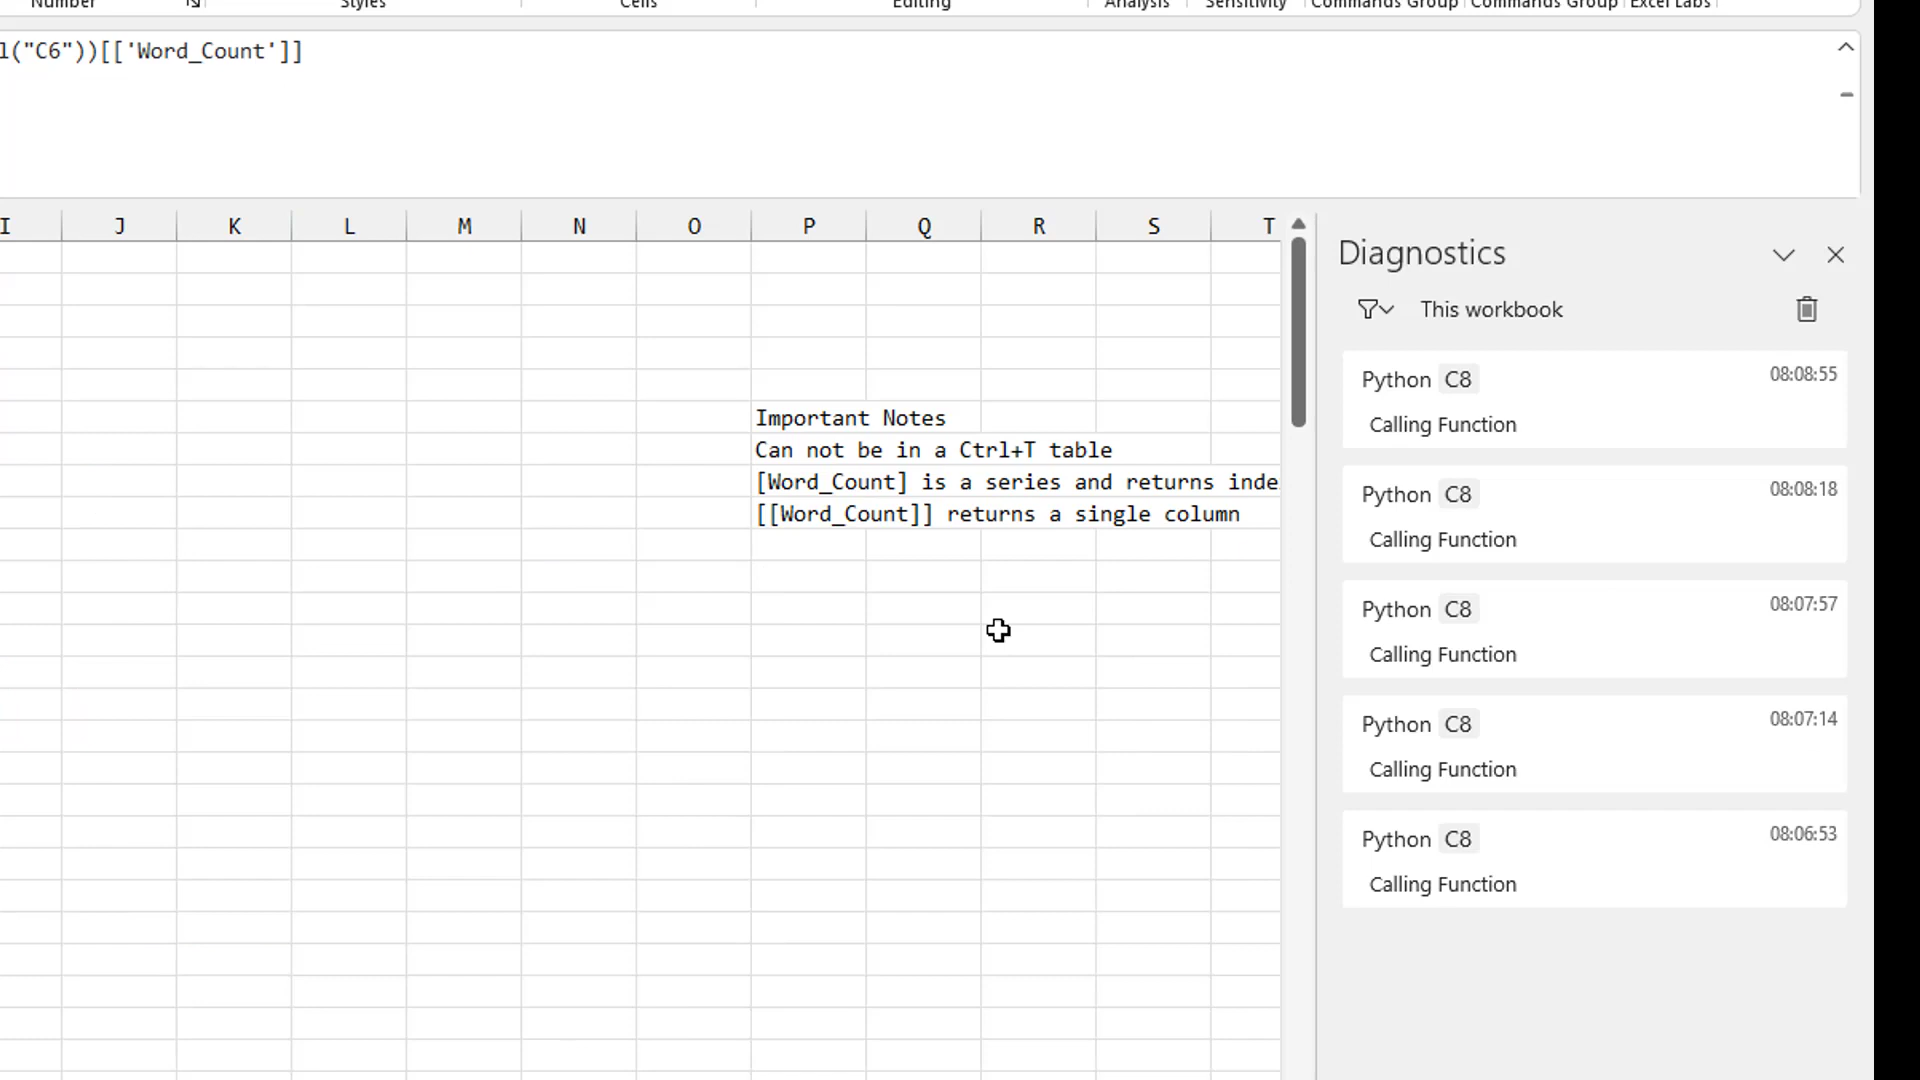 Number Styles Cells Editing Analysis Sensitivity Commands Group Commands Group Excel Labs
l("C6"))[['Word_Count']]
I J K L M N O P Q R S T
Important Notes
Can not be in a Ctrl+T table
[Word_Count] is a series and returns inde
[[Word_Count]] returns a single column
Diagnostics
This workbook
Python C8 08:08:55
Calling Function
Python C8 08:08:18
Calling Function
Python C8 08:07:57
Calling Function
Python C8 08:07:14
Calling Function
Python C8 08:06:53
Calling Function